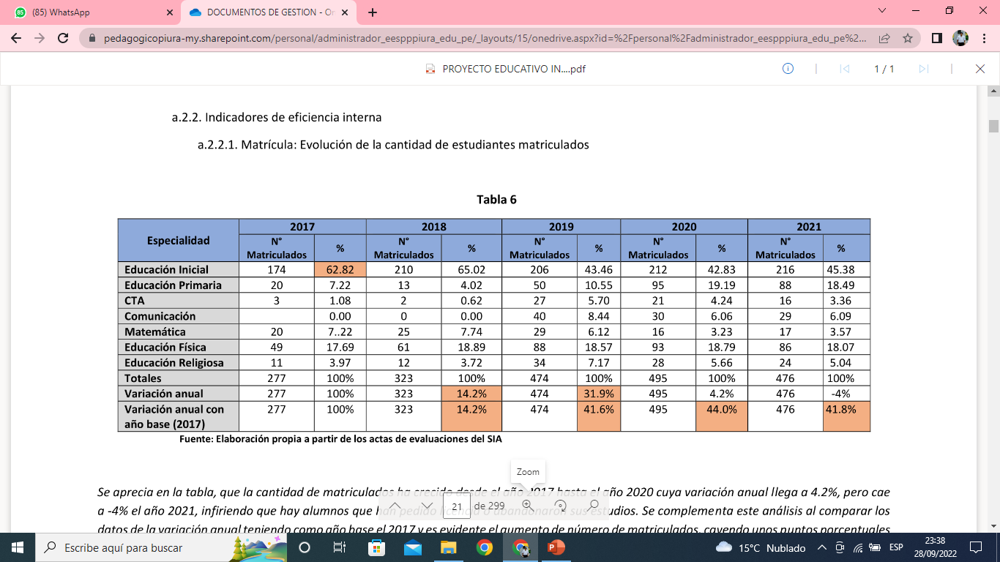 (85) WhatsApp
DOCUMENTOS DE GESTION - On
pedagogicopiura-my.sharepoint.com/personal/administrador_eespppiura_edu_pe/_layouts/15/onedrive.aspx?id=%2Fpersonal%2Fadministrador_eespppiura_edu_pe%2...
PROYECTO EDUCATIVO IN....pdf
1 / 1
a.2.2. Indicadores de eficiencia interna
a.2.2.1. Matrícula: Evolución de la cantidad de estudiantes matriculados
Tabla 6
Especialidad 2017 2018 2019 2020 2021
N° Matriculados % N° Matriculados % N° Matriculados % N° Matriculados % N° Matriculados %
Educación Inicial 174 62.82 210 65.02 206 43.46 212 42.83 216 45.38
Educación Primaria 20 7.22 13 4.02 50 10.55 95 19.19 88 18.49
CTA 3 1.08 2 0.62 27 5.70 21 4.24 16 3.36
Comunicación 0.00 0 0.00 40 8.44 30 6.06 29 6.09
Matemática 20 7..22 25 7.74 29 6.12 16 3.23 17 3.57
Educación Física 49 17.69 61 18.89 88 18.57 93 18.79 86 18.07
Educación Religiosa 11 3.97 12 3.72 34 7.17 28 5.66 24 5.04
Totales 277 100% 323 100% 474 100% 495 100% 476 100%
Variación anual 277 100% 323 14.2% 474 31.9% 495 4.2% 476 -4%
Variación anual con año base (2017) 277 100% 323 14.2% 474 41.6% 495 44.0% 476 41.8%
Fuente: Elaboración propia a partir de los actas de evaluaciones del SIA
Zoom
Se aprecia en la tabla, que la cantidad de matriculados ha crecido desde el año 2017 hasta el año 2020 cuya variación anual llega a 4.2%, pero cae
a -4% el año 2021, infiriendo que hay alumnos que han pedido licencia o abandonaron sus estudios. Se complementa este análisis al comparar los
21 de 299
datos de la variación anual teniendo como año base el 2017 y es evidente el aumento de número de matriculados, cayendo unos puntos porcentuales
Escribe aquí para buscar
15°C Nublado
ESP
23:38
28/09/2022